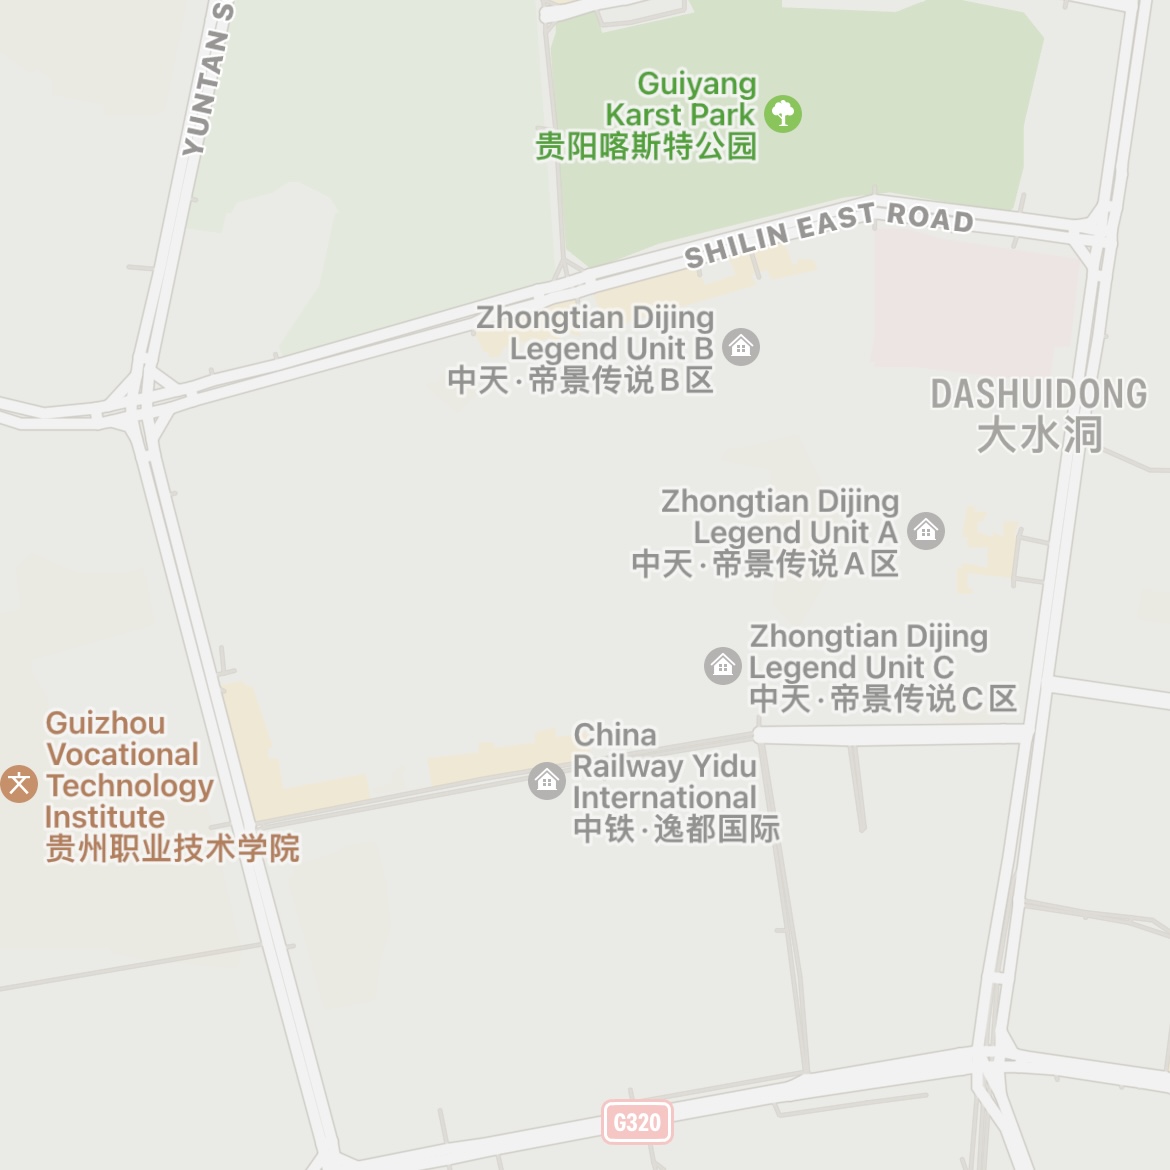 YUNTAN S
Guiyang
Karst Park
贵阳喀斯特公园
SHILIN EAST ROAD
Zhongtian Dijing
Legend Unit B
中天·帝景传说B区
DASHUIDONG
大水洞
Zhongtian Dijing
Legend Unit A
中天·帝景传说A区
Zhongtian Dijing
Legend Unit C
中天·帝景传说C区
Guizhou
Vocational
Technology
Institute
贵州职业技术学院
文
China
Railway Yidu
International
中铁·逸都国际
G320